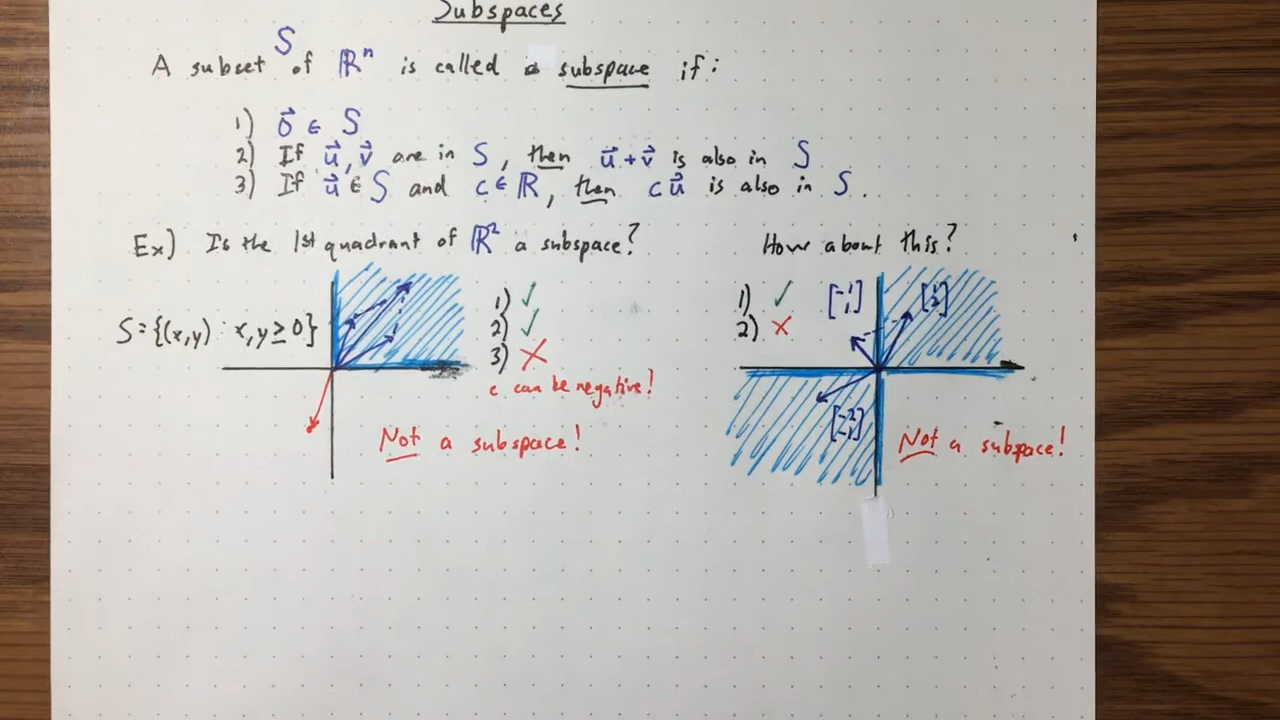 Subspaces
A subset S of ℝⁿ is called a subspace if:
1) 0⃗ ∈ S
2) If u⃗, v⃗ are in S, then u⃗ + v⃗ is also in S
3) If u⃗ ∈ S and c ∈ ℝ, then c u⃗ is also in S.
Ex) Is the 1st quadrant of ℝ² a subspace?
S = {(x,y) : x, y ≥ 0}
1) ✓
2) ✓
3) ✗
c can be negative!
Not a subspace!
How about this?
1) ✓
2) ✗
[-1 1]
[1 2]
[-2 -1]
Not a subspace!